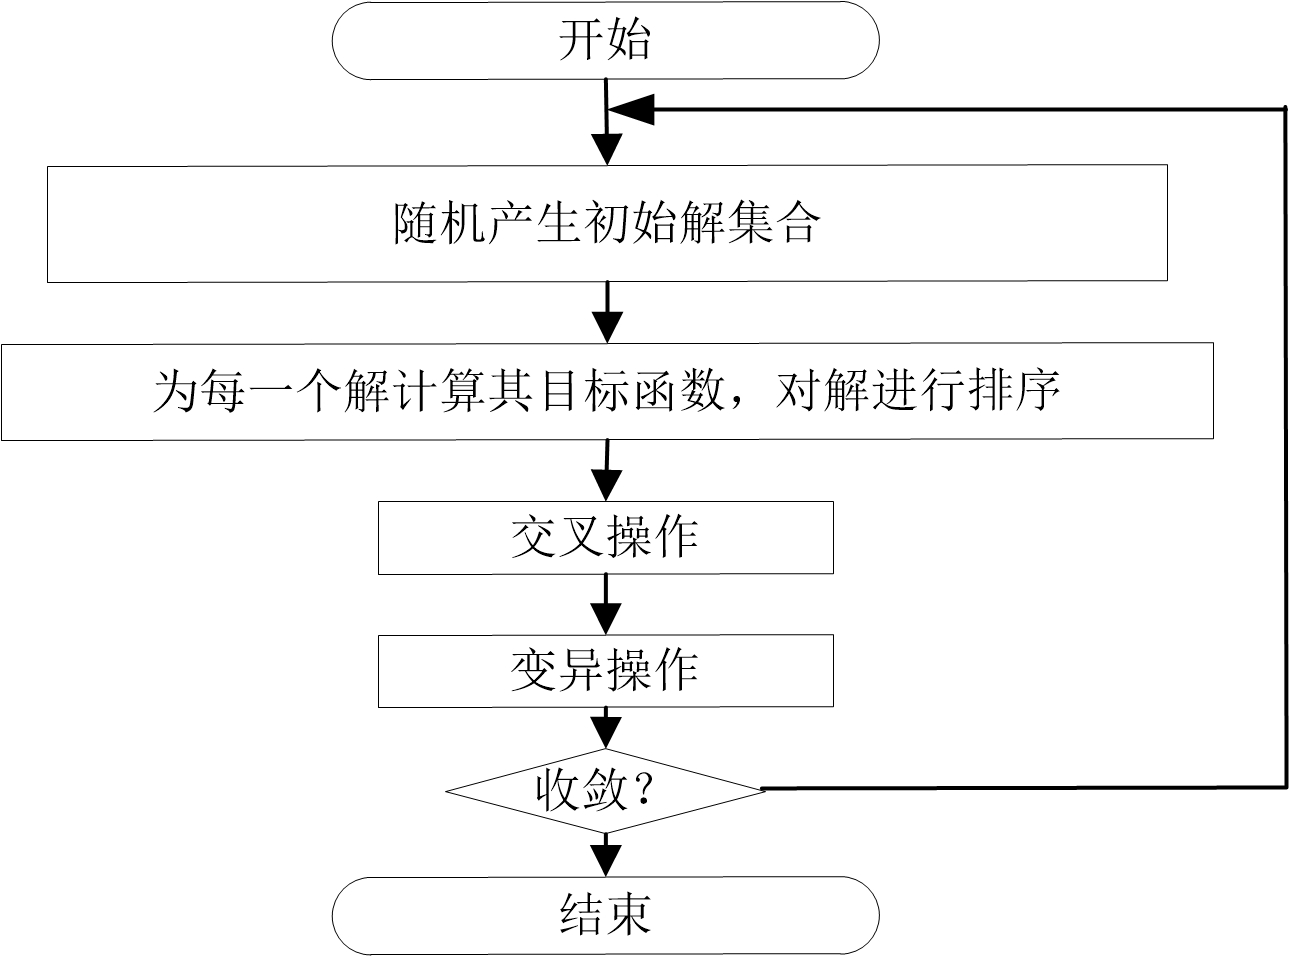 开始
随机产生初始解集合
为每一个解计算其目标函数，对解进行排序
交叉操作
变异操作
收敛？
结束